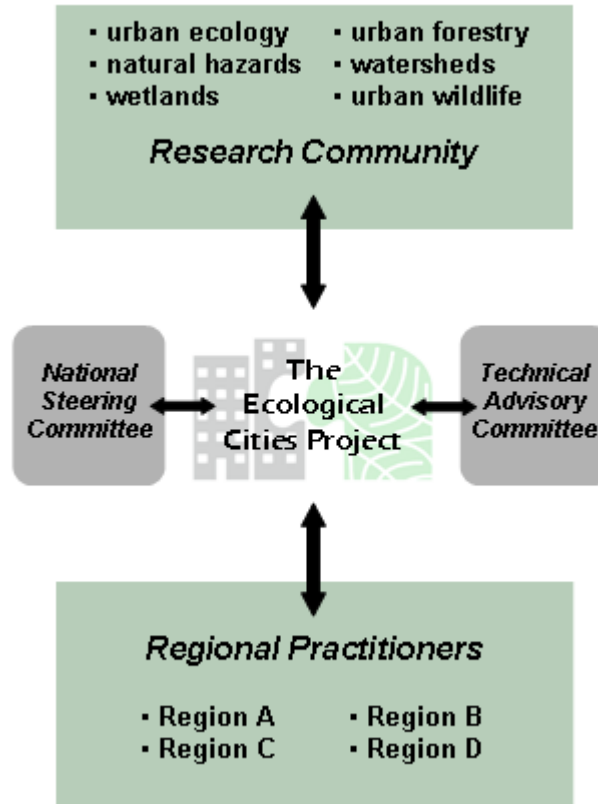 ▪ urban ecology ▪ urban forestry
▪ natural hazards ▪ watersheds
▪ wetlands ▪ urban wildlife
Research Community
National
Steering
Committee
The
Ecological
Cities Project
Technical
Advisory
Committee
Regional Practitioners
▪ Region A ▪ Region B
▪ Region C ▪ Region D